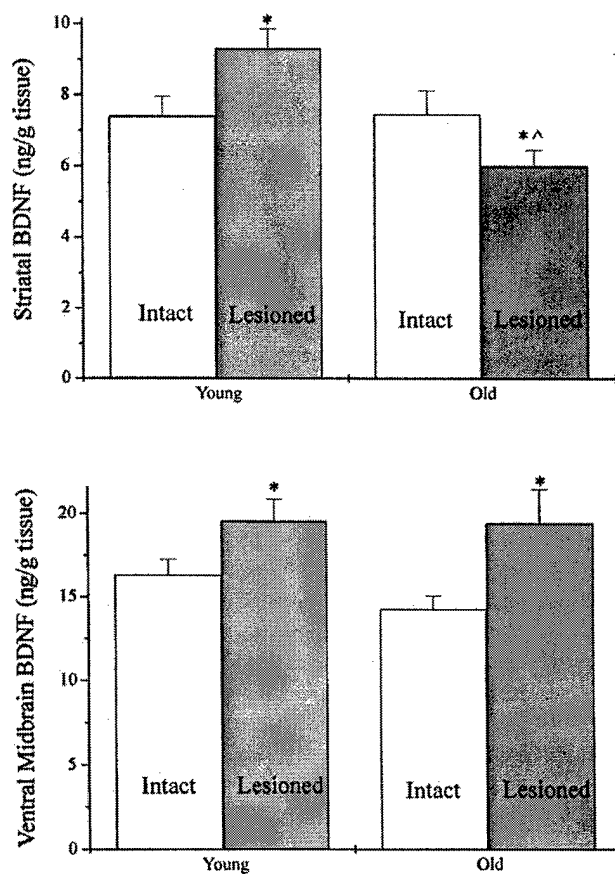 Striatal BDNF (ng/g tissue)
10
8
6
4
2
0
*
*^
Intact
Lesioned
Intact
Lesioned
Young
Old
Ventral Midbrain BDNF (ng/g tissue)
20
15
10
5
0
*
*
Intact
Lesioned
Intact
Lesioned
Young
Old